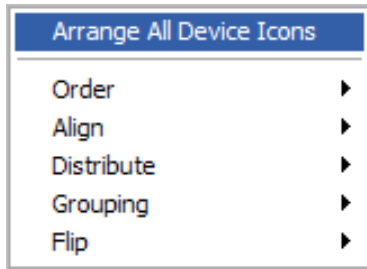 Arrange All Device Icons
Order
Align
Distribute
Grouping
Flip